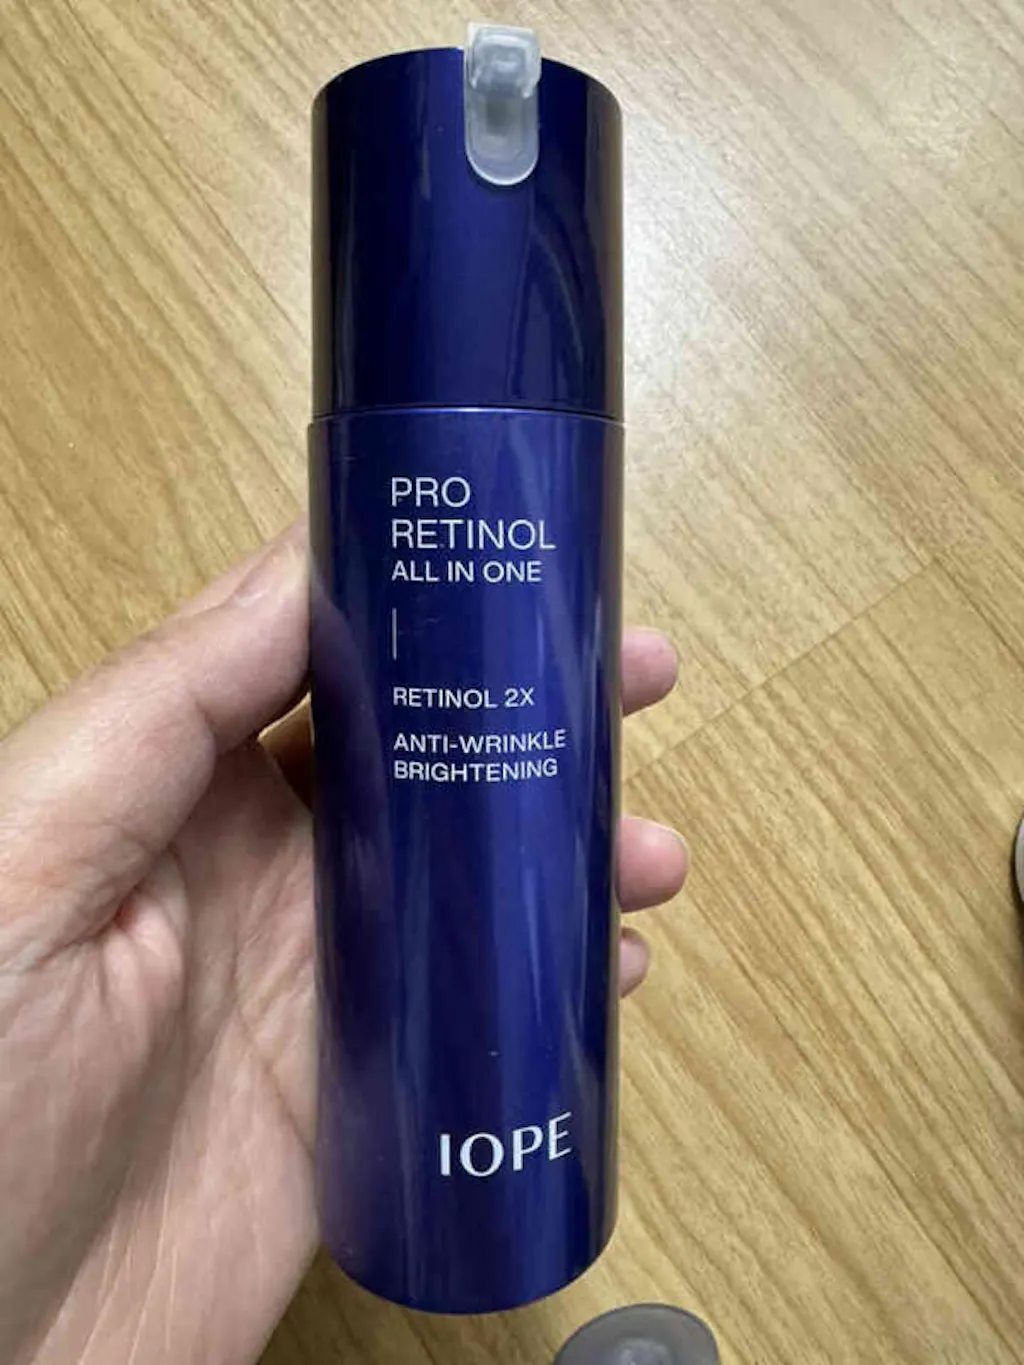 PRO
RETINOL
ALL IN ONE
RETINOL 2X
ANTI-WRINKLE
BRIGHTENING
IOPE